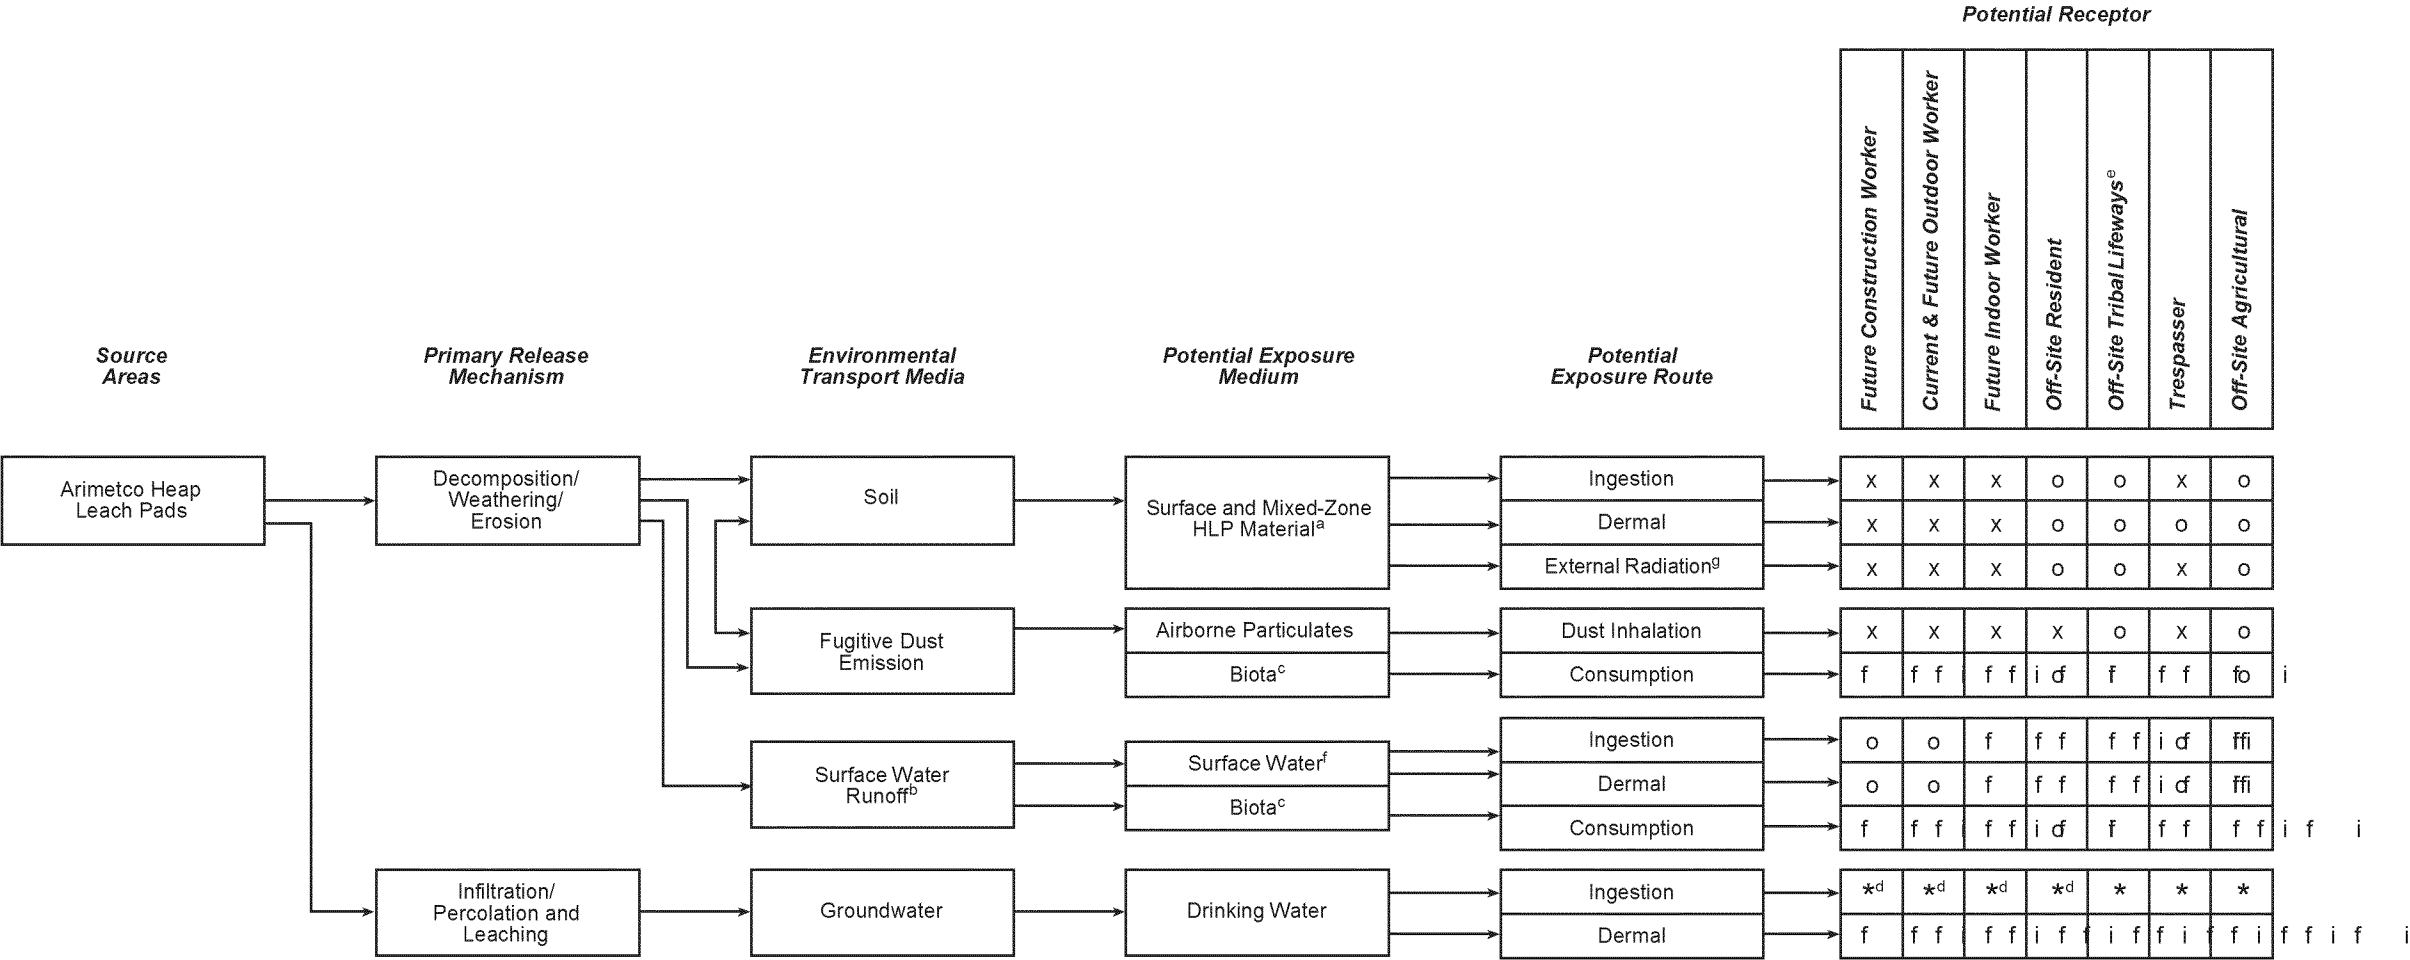 Potential Receptor
Future Construction Worker
Current & Future Outdoor Worker
Future Indoor Worker
Off-Site Resident
Off-Site Tribal Lifeways^e
Trespasser
Off-Site Agricultural
Source
Areas
Primary Release
Mechanism
Environmental
Transport Media
Potential Exposure
Medium
Potential
Exposure Route
Arimetco Heap
Leach Pads
Decomposition/
Weathering/
Erosion
Soil
Surface and Mixed-Zone
HLP Material^a
Ingestion
x x x o o x o
Dermal
x x x o o o o
External Radiation^g
x x x o o x o
Fugitive Dust
Emission
Airborne Particulates
Dust Inhalation
x x x x o x o
Biota^c
Consumption
Surface Water
Runoff^b
Surface Water^f
Biota^c
Ingestion
Dermal
Consumption
Infiltration/
Percolation and
Leaching
Groundwater
Drinking Water
Ingestion
*^d *^d *^d *^d * * *
Dermal